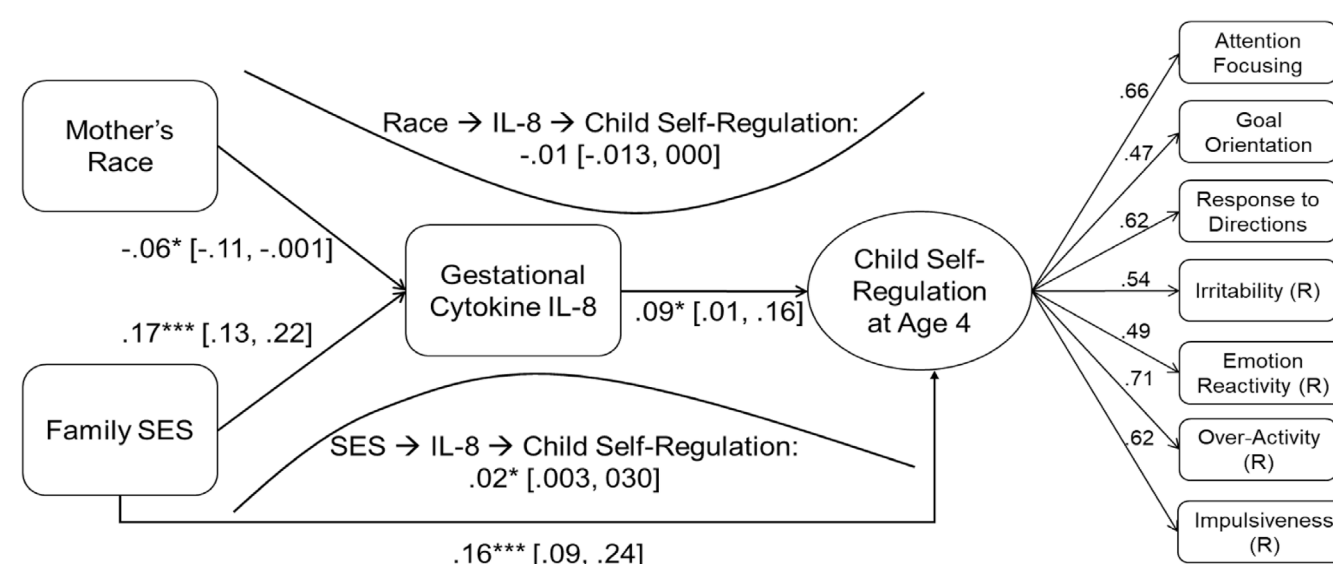 Mother's
Race
Race → IL-8 → Child Self-Regulation:
-.01 [-.013, 000]
-.06* [-.11, -.001]
Gestational
Cytokine IL-8
.09* [.01, .16]
Child Self-
Regulation
at Age 4
.17*** [.13, .22]
Family SES
SES → IL-8 → Child Self-Regulation:
.02* [.003, 030]
.16*** [.09, .24]
.66
.47
.62
.54
.49
.71
.62
Attention
Focusing
Goal
Orientation
Response to
Directions
Irritability (R)
Emotion
Reactivity (R)
Over-Activity
(R)
Impulsiveness
(R)